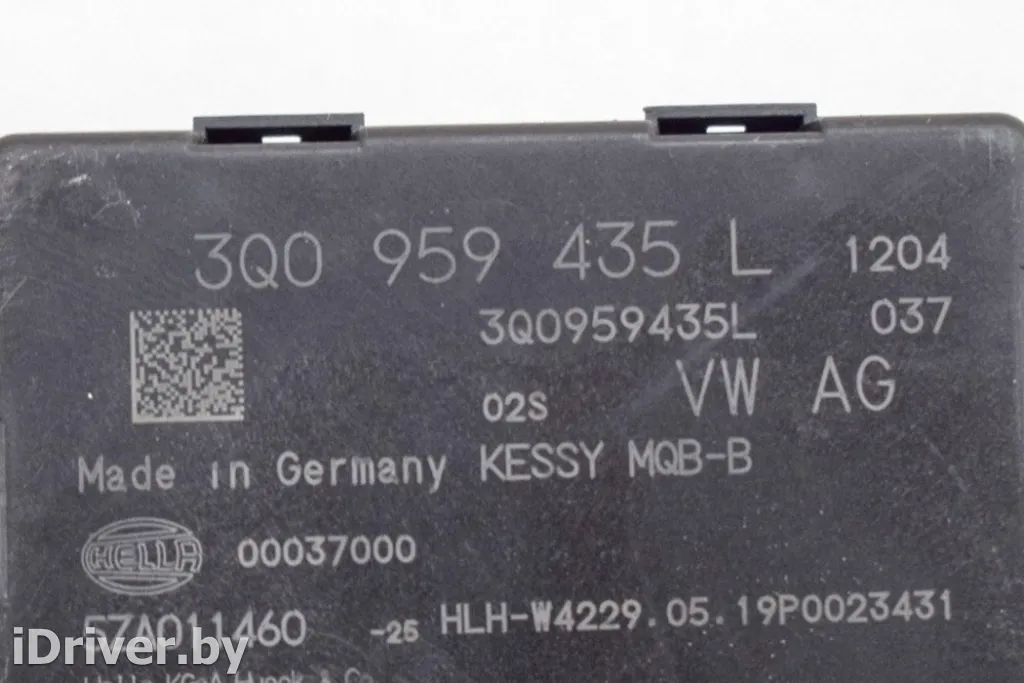 3Q0 959 435 L 1204
3Q0959435L 037
02S VW AG
Made in Germany KESSY MQB-B
HELLA 00037000
57A011460 -25 HLH-W4229.05.19P0023431
iDriver.by